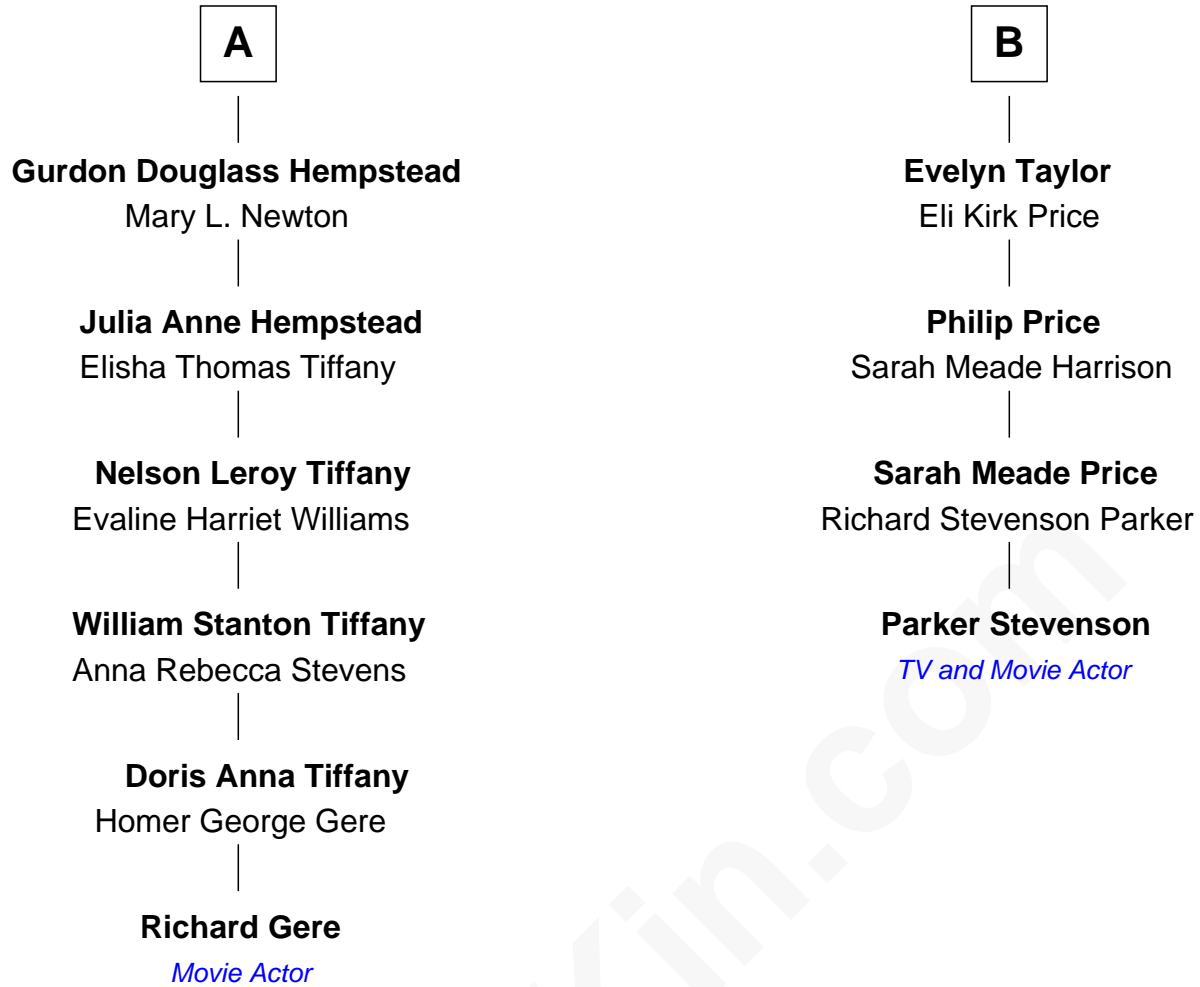 A
Gurdon Douglass Hempstead
Mary L. Newton
Julia Anne Hempstead
Elisha Thomas Tiffany
Nelson Leroy Tiffany
Evaline Harriet Williams
William Stanton Tiffany
Anna Rebecca Stevens
Doris Anna Tiffany
Homer George Gere
Richard Gere
Movie Actor
B
Evelyn Taylor
Eli Kirk Price
Philip Price
Sarah Meade Harrison
Sarah Meade Price
Richard Stevenson Parker
Parker Stevenson
TV and Movie Actor
Kin.com